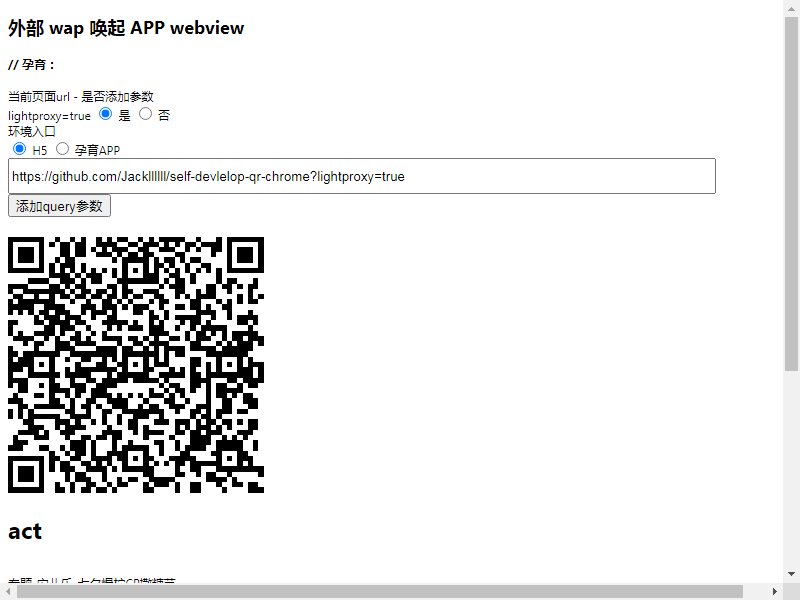 外部 wap 唤起 APP webview
// 孕育：
当前页面url - 是否添加参数
lightproxy=true 是 否
环境入口
H5 孕育APP
https://github.com/Jackllllll/self-devlelop-qr-chrome?lightproxy=true
添加query参数
act